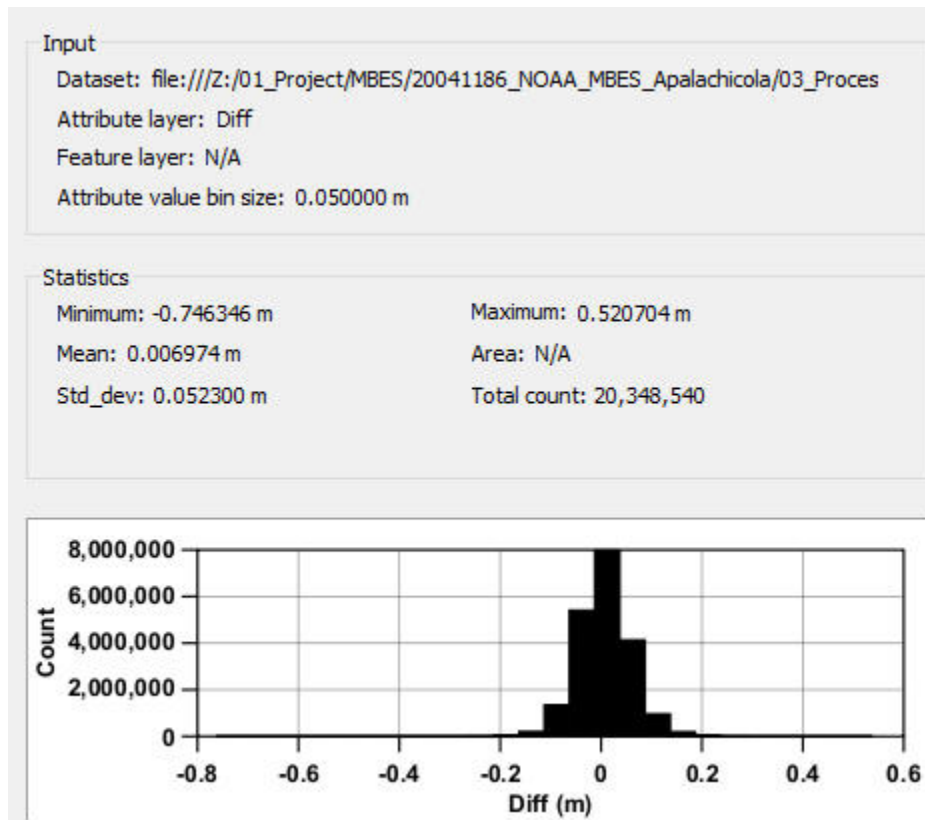 Input
Dataset: file:///Z:/01_Project/MBES/20041186_NOAA_MBES_Apalachicola/03_Proces
Attribute layer: Diff
Feature layer: N/A
Attribute value bin size: 0.050000 m
Statistics
Minimum: -0.746346 m Maximum: 0.520704 m
Mean: 0.006974 m Area: N/A
Std_dev: 0.052300 m Total count: 20,348,540
8,000,000
6,000,000
4,000,000
2,000,000
0
Count
-0.8 -0.6 -0.4 -0.2 0 0.2 0.4 0.6
Diff (m)